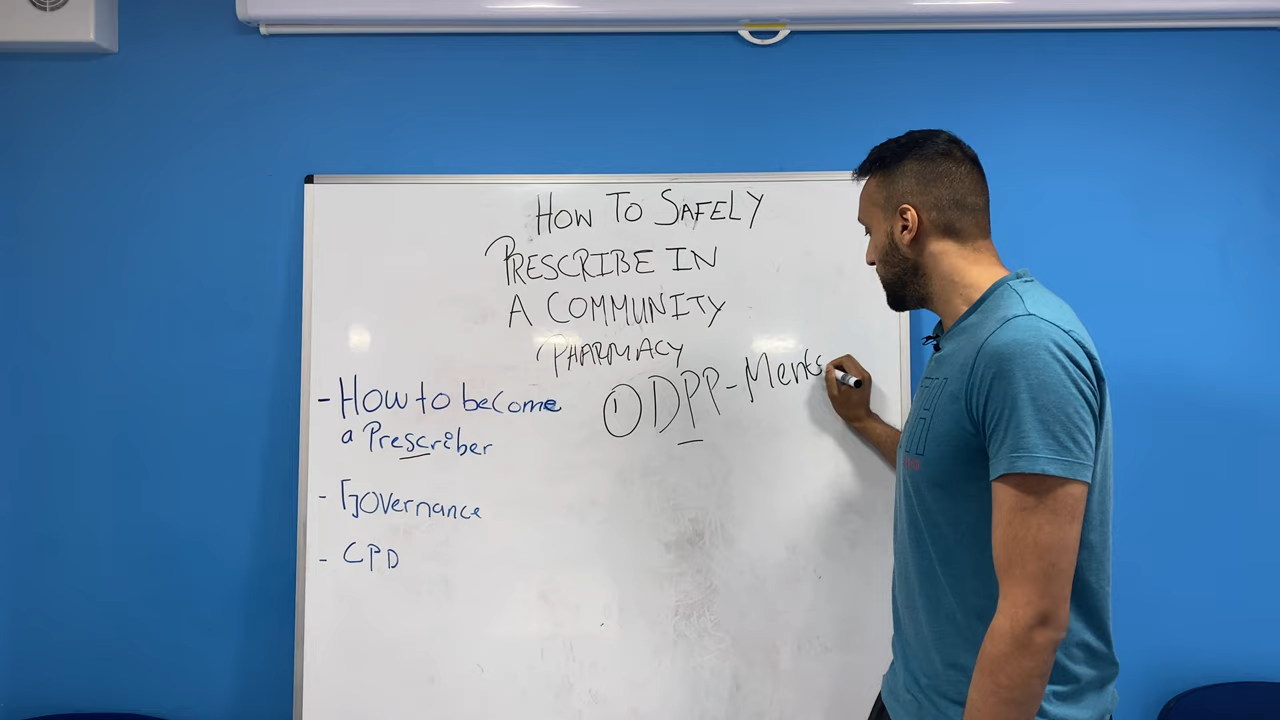 HOW TO SAFELY
PRESCRIBE IN
A COMMUNITY
PHARMACY
- How to become
a Prescriber
- Governance
- CPD
① DPP - Ments